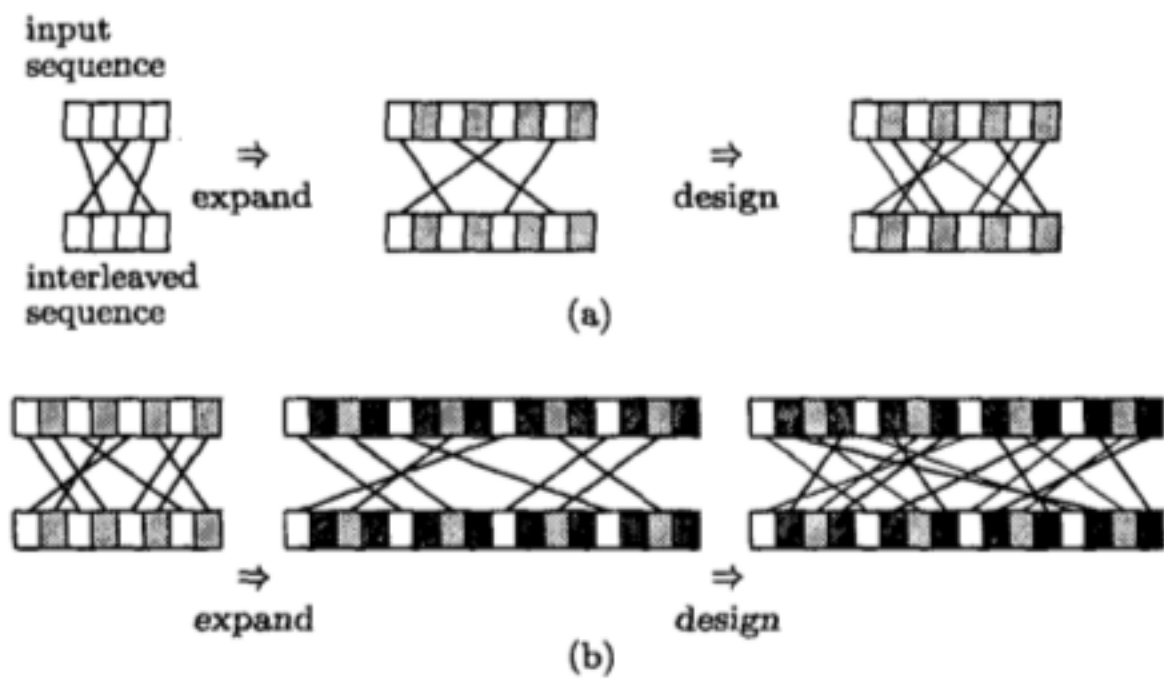 input
sequence
⇒
expand
⇒
design
interleaved
sequence
(a)
⇒
expand
⇒
design
(b)